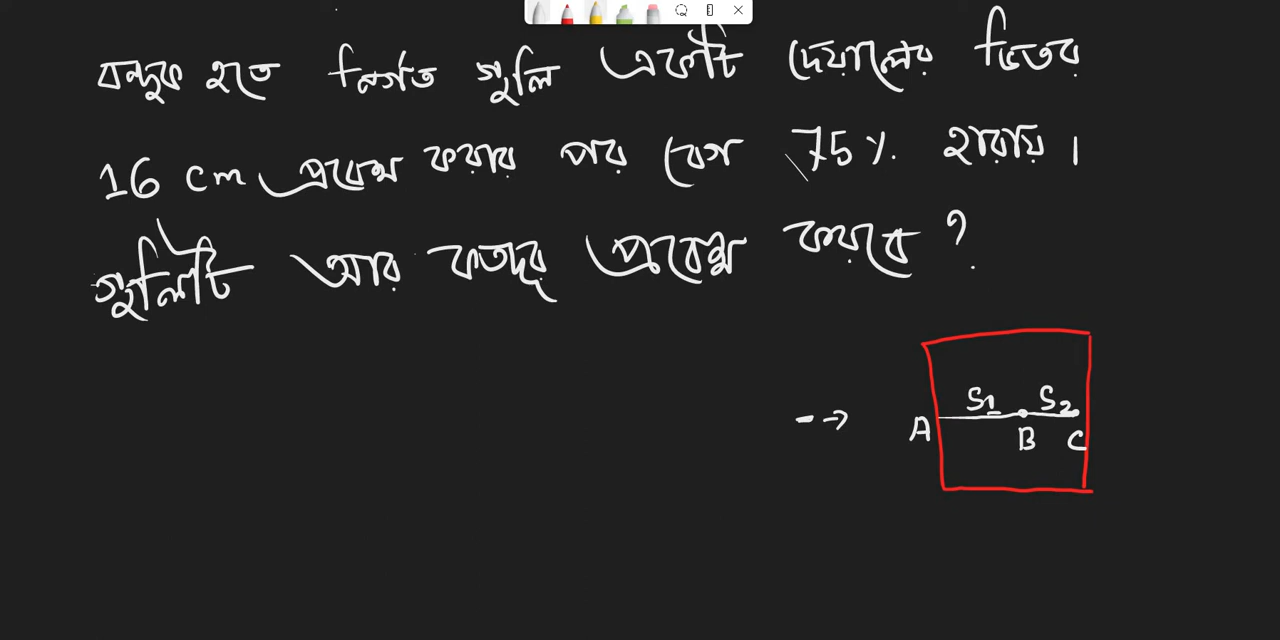 বন্দুক হতে নির্গত গুলি একটি দেয়ালের ভিতর
16 cm প্রবেশ করার পর বেগ 75% হারায়।
গুলিটি আর কতদূর প্রবেশ করবে ?
S1 S2
A B C